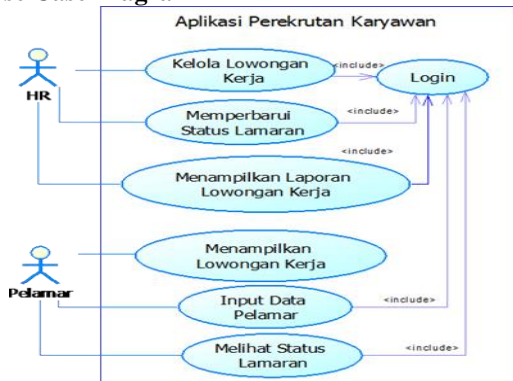 Aplikasi Perekrutan Karyawan
Kelola Lowongan
Kerja
<include>
Login
HR
Memperbarui
Status Lamaran
<include>
<include>
Menampilkan Laporan
Lowongan Kerja
Menampilkan
Lowongan Kerja
Pelamar
Input Data
Pelamar
<include>
Melihat Status
Lamaran
<include>